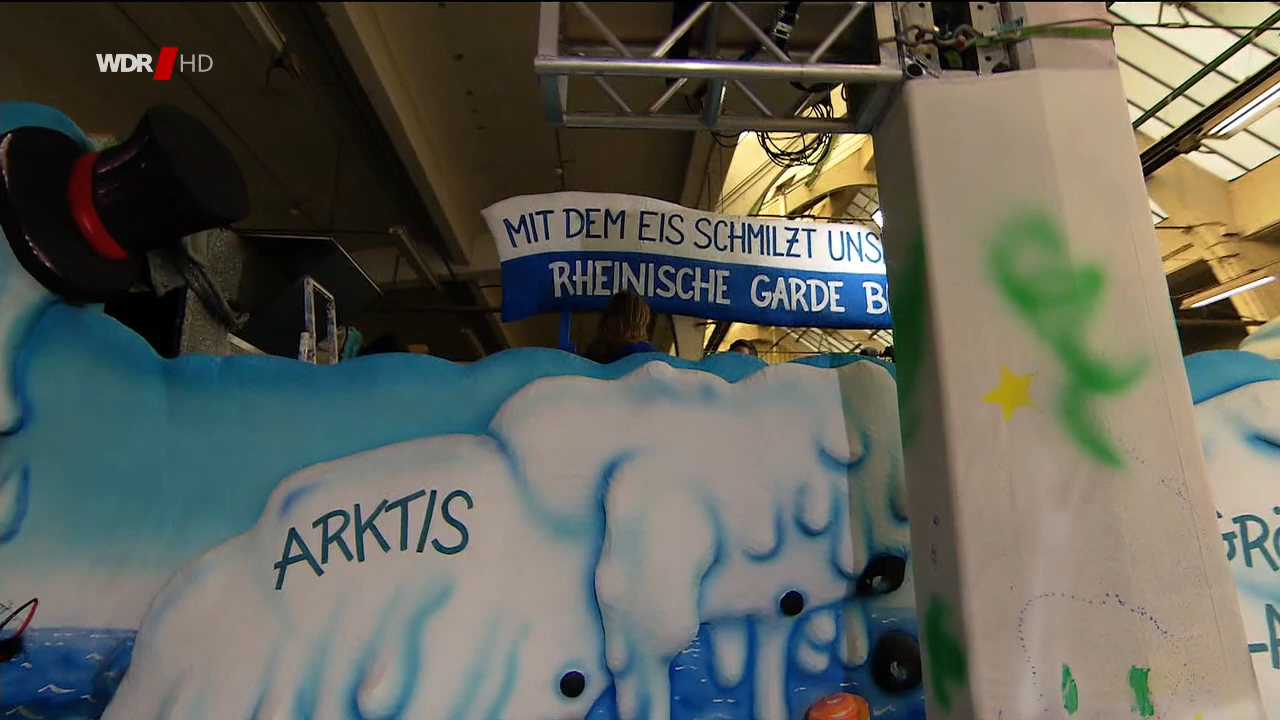 WDR HD
MIT DEM EIS SCHMILZT UNS
RHEINISCHE GARDE B
ARKTIS
GRÖ